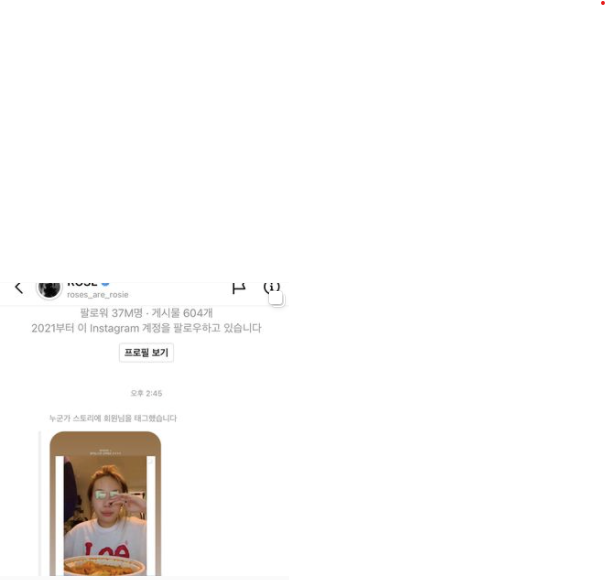 ROSÉ
roses_are_rosie
팔로워 37M명 · 게시물 604개
2021부터 이 Instagram 계정을 팔로우하고 있습니다
프로필 보기
오후 2:45
누군가 스토리에 회원님을 태그했습니다